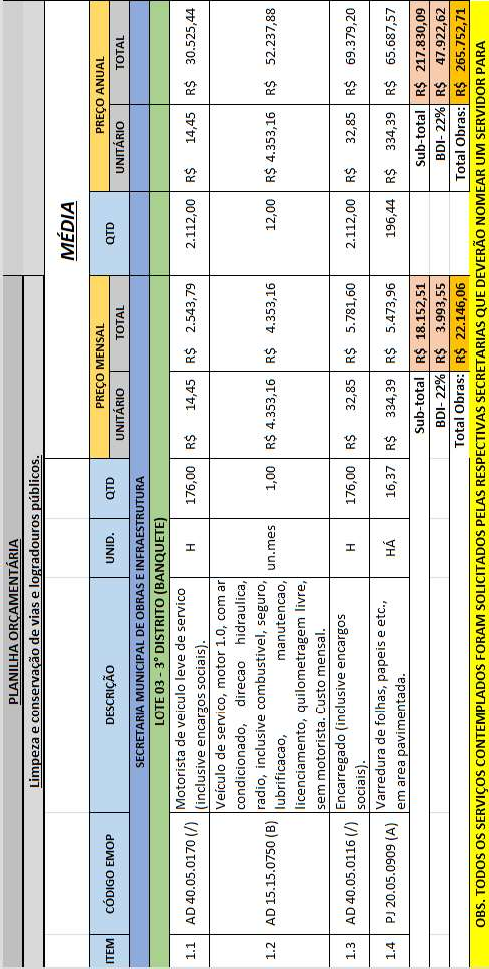 PLANILHA ORÇAMENTÁRIA
Limpeza e conservação de vias e logradouros públicos.
MÉDIA
ITEM CÓDIGO EMOP DESCRIÇÃO UNID. QTD PREÇO MENSAL QTD PREÇO ANUAL
UNITÁRIO TOTAL UNITÁRIO TOTAL
SECRETARIA MUNICIPAL DE OBRAS E INFRAESTRUTURA
LOTE 03 - 3° DISTRITO (BANQUETE)
1.1 AD 40.05.0170 (/) Motorista de veiculo leve de servico H 176,00 R$ 14,45 R$ 2.543,79 2.112,00 R$ 14,45 R$ 30.525,44
(inclusive encargos sociais).
Veiculo de servico, motor 1.0, com ar
condicionado, direcao hidraulica,
radio, inclusive combustivel, seguro,
1.2 AD 15.15.0750 (B) lubrificacao, manutencao, un.mes 1,00 R$ 4.353,16 R$ 4.353,16 12,00 R$ 4.353,16 R$ 52.237,88
licenciamento, quilometragem livre,
sem motorista. Custo mensal.
1.3 AD 40.05.0116 (/) Encarregado (inclusive encargos H 176,00 R$ 32,85 R$ 5.781,60 2.112,00 R$ 32,85 R$ 69.379,20
sociais).
1.4 PJ 20.05.0909 (A) Varredura de folhas, papeis e etc., HÁ 16,37 R$ 334,39 R$ 5.473,96 196,44 R$ 334,39 R$ 65.687,57
em area pavimentada.
Sub-total R$ 18.152,51 Sub-total R$ 217.830,09
BDI- 22% R$ 3.993,55 BDI- 22% R$ 47.922,62
Total Obras: R$ 22.146,06 Total Obras: R$ 265.752,71
OBS. TODOS OS SERVIÇOS CONTEMPLADOS FORAM SOLICITADOS PELAS RESPECTIVAS SECRETARIAS QUE DEVERÃO NOMEAR UM SERVIDOR PARA